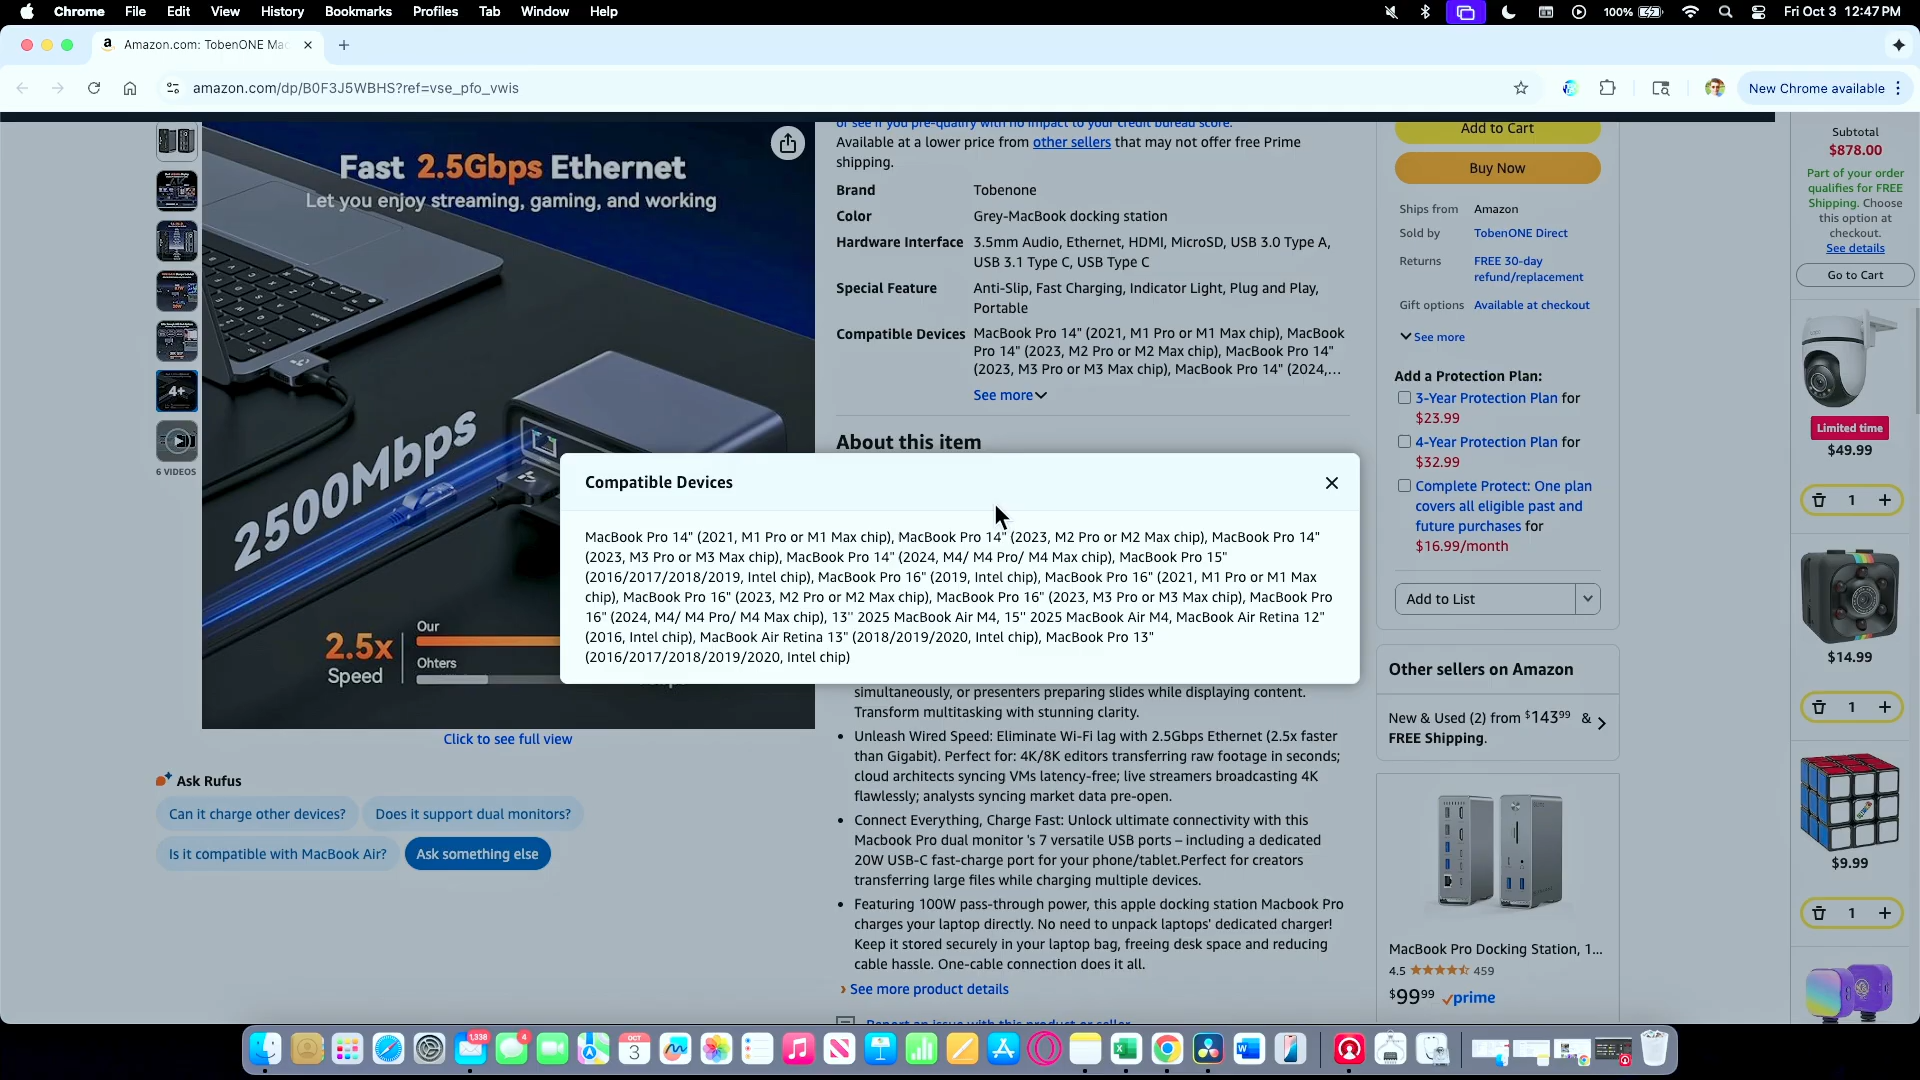 Chrome File Edit View History Bookmarks Profiles Tab Window Help
100%
Fri Oct 3 12:47 PM
Amazon.com: TobenONE Mac
amazon.com/dp/B0F3J5WBHS?ref=vse_pfo_vwis
New Chrome available
6 VIDEOS
4+
Fast 2.5Gbps Ethernet
Let you enjoy streaming, gaming, and working
2500Mbps
2.5x
Speed
Our
Ohters
Click to see full view
Ask Rufus
Can it charge other devices?
Does it support dual monitors?
Is it compatible with MacBook Air?
Ask something else
or see if you pre-qualify with no impact to your credit bureau score.
Available at a lower price from other sellers that may not offer free Prime
shipping.
Brand Tobenone
Color Grey-MacBook docking station
Hardware Interface 3.5mm Audio, Ethernet, HDMI, MicroSD, USB 3.0 Type A,
USB 3.1 Type C, USB Type C
Special Feature Anti-Slip, Fast Charging, Indicator Light, Plug and Play,
Portable
Compatible Devices MacBook Pro 14" (2021, M1 Pro or M1 Max chip), MacBook
Pro 14" (2023, M2 Pro or M2 Max chip), MacBook Pro 14"
(2023, M3 Pro or M3 Max chip), MacBook Pro 14" (2024,...
See more
About this item
Compatible Devices
MacBook Pro 14" (2021, M1 Pro or M1 Max chip), MacBook Pro 14" (2023, M2 Pro or M2 Max chip), MacBook Pro 14"
(2023, M3 Pro or M3 Max chip), MacBook Pro 14" (2024, M4/ M4 Pro/ M4 Max chip), MacBook Pro 15"
(2016/2017/2018/2019, Intel chip), MacBook Pro 16" (2019, Intel chip), MacBook Pro 16" (2021, M1 Pro or M1 Max
chip), MacBook Pro 16" (2023, M2 Pro or M2 Max chip), MacBook Pro 16" (2023, M3 Pro or M3 Max chip), MacBook Pro
16" (2024, M4/ M4 Pro/ M4 Max chip), 13'' 2025 MacBook Air M4, 15'' 2025 MacBook Air M4, MacBook Air Retina 12"
(2016, Intel chip), MacBook Air Retina 13" (2018/2019/2020, Intel chip), MacBook Pro 13"
(2016/2017/2018/2019/2020, Intel chip)
simultaneously, or presenters preparing slides while displaying content.
Transform multitasking with stunning clarity.
• Unleash Wired Speed: Eliminate Wi-Fi lag with 2.5Gbps Ethernet (2.5x faster
than Gigabit). Perfect for: 4K/8K editors transferring raw footage in seconds;
cloud architects syncing VMs latency-free; live streamers broadcasting 4K
flawlessly; analysts syncing market data pre-open.
• Connect Everything, Charge Fast: Unlock ultimate connectivity with this
Macbook Pro dual monitor 's 7 versatile USB ports – including a dedicated
20W USB-C fast-charge port for your phone/tablet.Perfect for creators
transferring large files while charging multiple devices.
• Featuring 100W pass-through power, this apple docking station Macbook Pro
charges your laptop directly. No need to unpack laptops' dedicated charger!
Keep it stored securely in your laptop bag, freeing desk space and reducing
cable hassle. One-cable connection does it all.
› See more product details
Report an issue with this product or seller
Add to Cart
Buy Now
Ships from Amazon
Sold by TobenONE Direct
Returns FREE 30-day
refund/replacement
Gift options Available at checkout
See more
Add a Protection Plan:
3-Year Protection Plan for
$23.99
4-Year Protection Plan for
$32.99
Complete Protect: One plan
covers all eligible past and
future purchases for
$16.99/month
Add to List
Other sellers on Amazon
New & Used (2) from $143.99 &
FREE Shipping.
MacBook Pro Docking Station, 1...
4.5 459
$99.99 prime
Subtotal
$878.00
Part of your order
qualifies for FREE
Shipping. Choose
this option at
checkout.
See details
Go to Cart
Limited time
$49.99
1
$14.99
1
$9.99
1
1,338
4
OCT
3